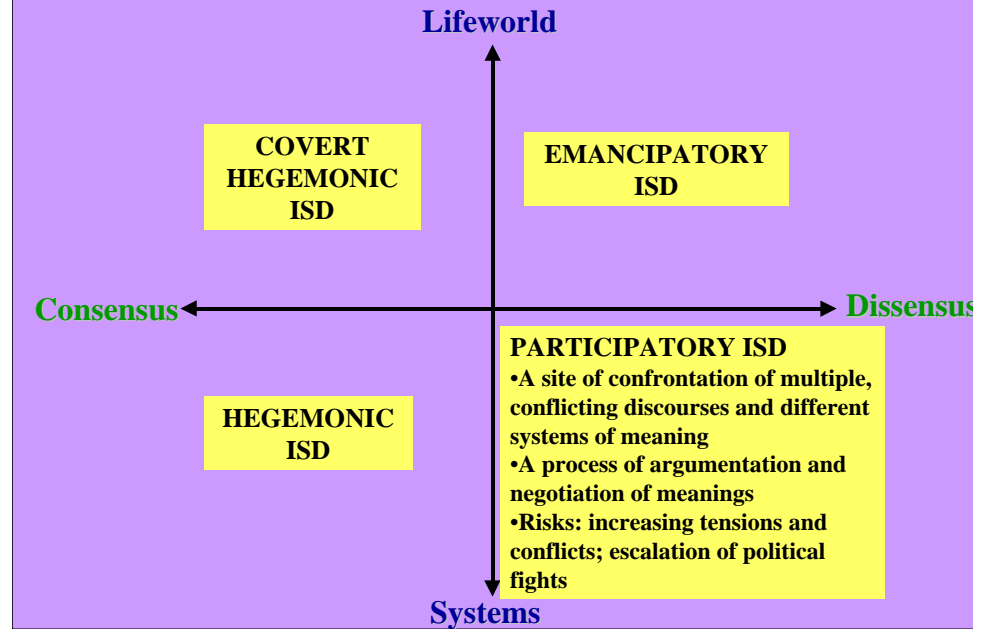 Lifeworld
COVERT
HEGEMONIC
ISD
EMANCIPATORY
ISD
Consensus
Dissensus
HEGEMONIC
ISD
PARTICIPATORY ISD
•A site of confrontation of multiple,
conflicting discourses and different
systems of meaning
•A process of argumentation and
negotiation of meanings
•Risks: increasing tensions and
conflicts; escalation of political
fights
Systems